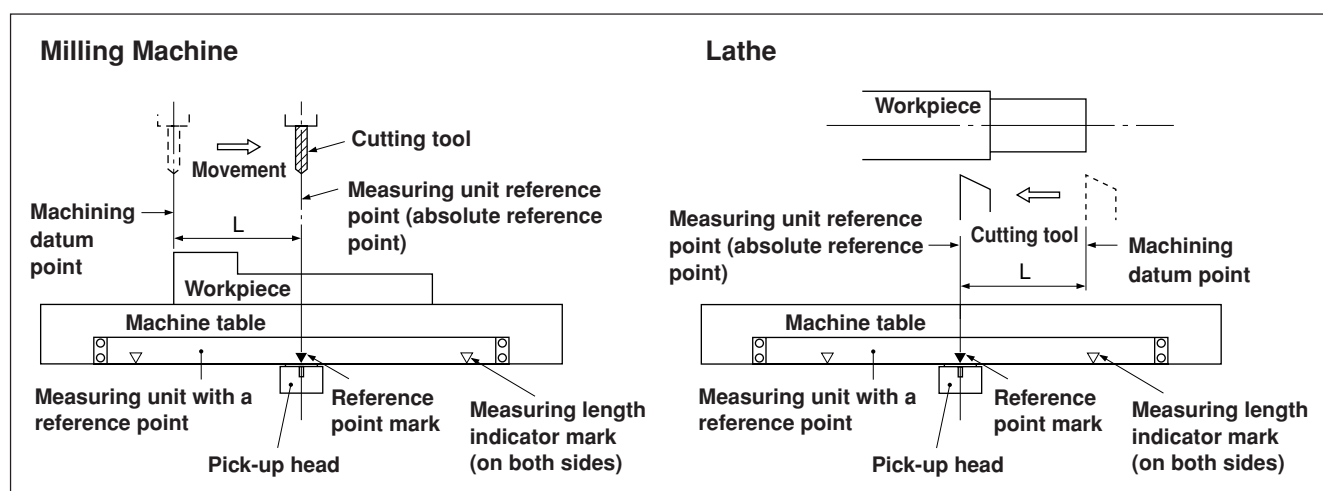 Milling Machine
Cutting tool
Movement
Measuring unit reference
point (absolute reference
point)
Machining
datum
point
L
Workpiece
Machine table
Measuring unit with a
reference point
Reference
point mark
Measuring length
indicator mark
(on both sides)
Pick-up head
Lathe
Workpiece
Measuring unit reference
point (absolute reference
point)
Cutting tool
Machining
datum point
L
Machine table
Measuring unit with a
reference point
Reference
point mark
Measuring length
indicator mark
(on both sides)
Pick-up head